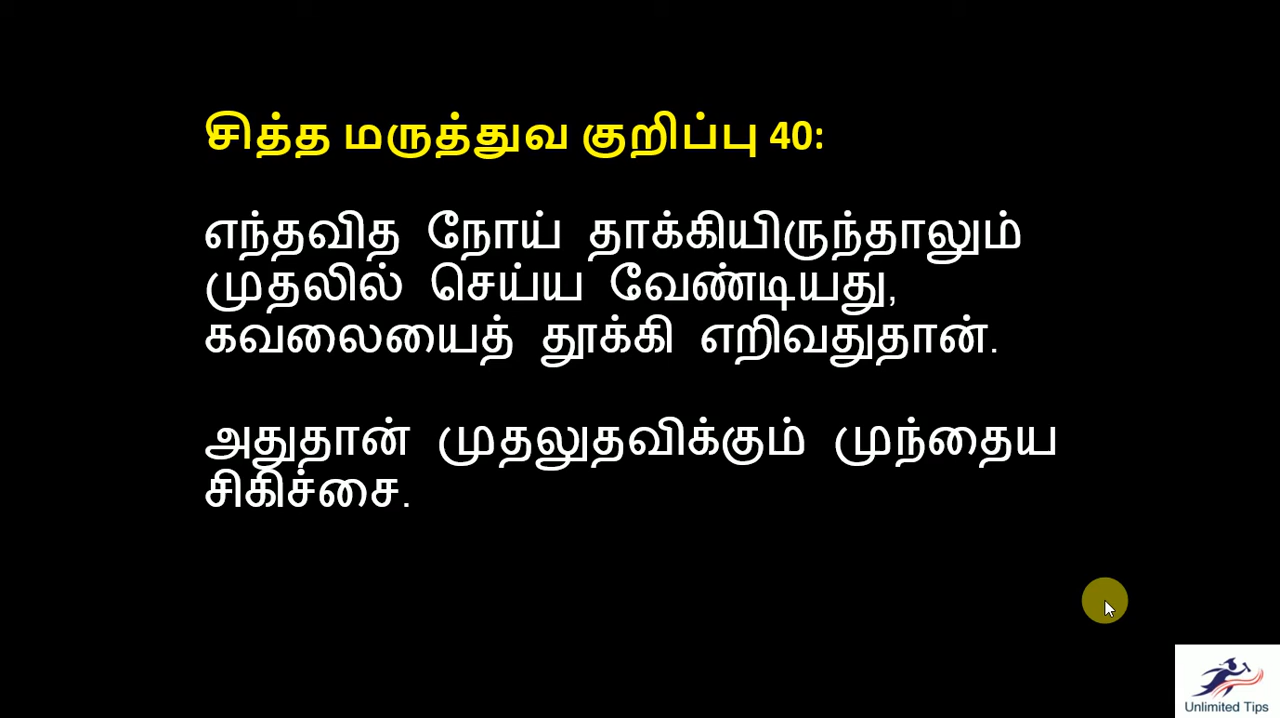 சித்த மருத்துவ குறிப்பு 40:
எந்தவித நோய் தாக்கியிருந்தாலும்
முதலில் செய்ய வேண்டியது,
கவலையைத் தூக்கி எறிவதுதான்.
அதுதான் முதலுதவிக்கும் முந்தைய
சிகிச்சை.
Unlimited Tips